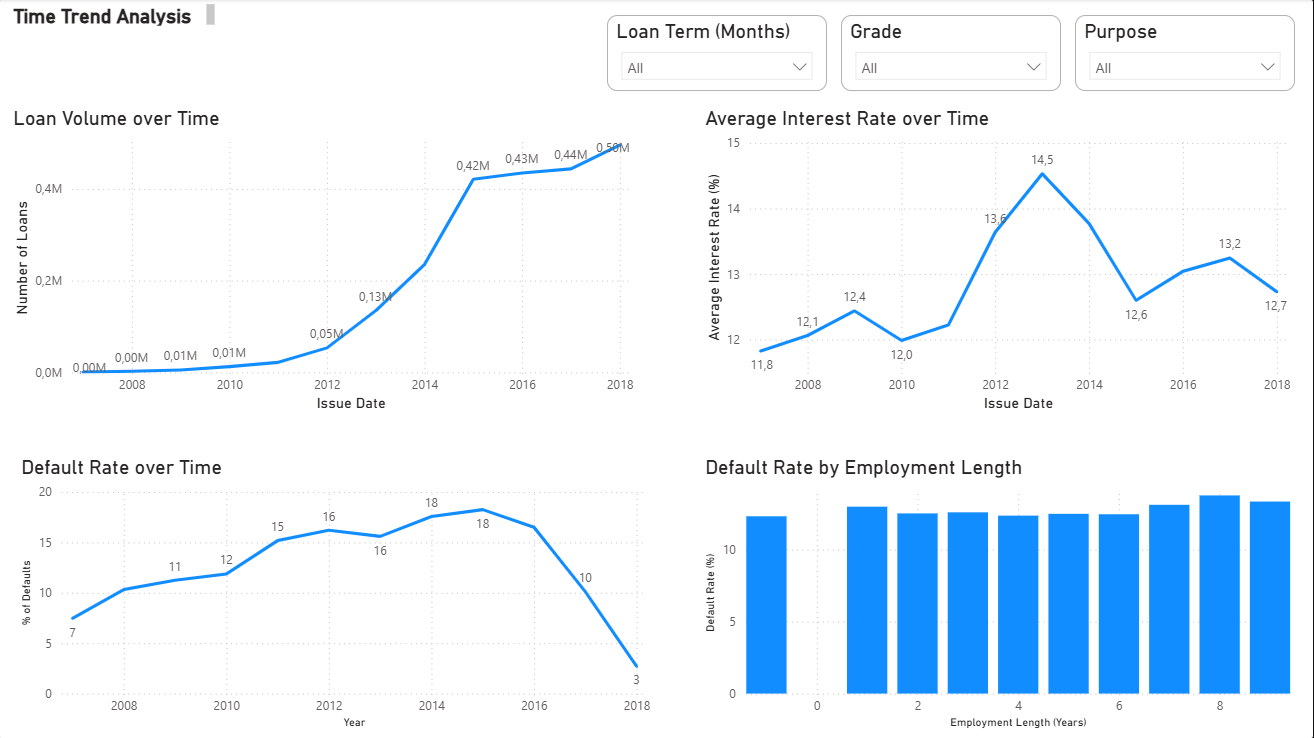 Time Trend Analysis
Loan Term (Months)
All
Grade
All
Purpose
All
Loan Volume over Time
Number of Loans
0,4M
0,2M
0,0M
0,00M
0,00M
0,01M
0,01M
0,05M
0,13M
0,42M
0,43M
0,44M
0,50M
2008
2010
2012
2014
2016
2018
Issue Date
Average Interest Rate over Time
Average Interest Rate (%)
15
14
13
12
11,8
12,1
12,4
12,0
13,6
14,5
12,6
13,2
12,7
2008
2010
2012
2014
2016
2018
Issue Date
Default Rate over Time
% of Defaults
20
15
10
5
0
7
11
12
15
16
16
18
18
10
3
2008
2010
2012
2014
2016
2018
Year
Default Rate by Employment Length
Default Rate (%)
10
5
0
0
2
4
6
8
Employment Length (Years)